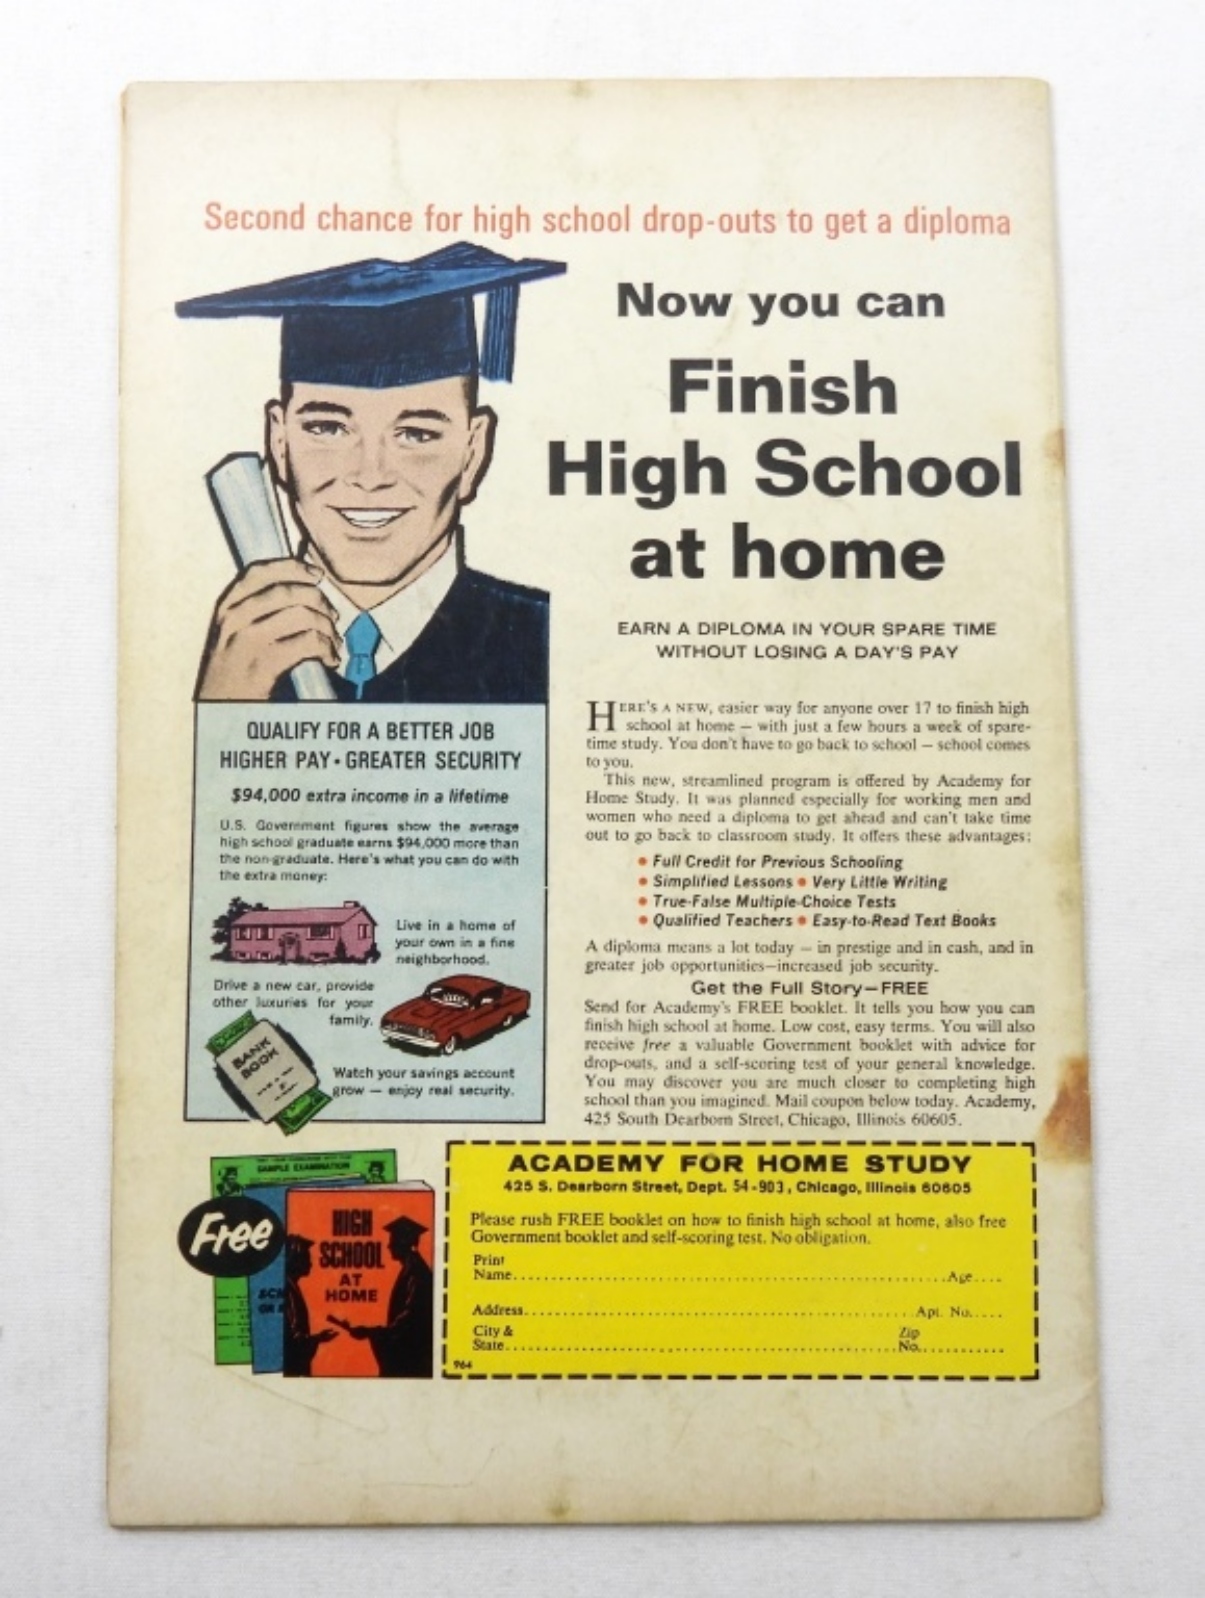 Second chance for high school drop-outs to get a diploma
Now you can
Finish
High School
at home
EARN A DIPLOMA IN YOUR SPARE TIME
WITHOUT LOSING A DAY'S PAY
QUALIFY FOR A BETTER JOB
HIGHER PAY • GREATER SECURITY
$94,000 extra income in a lifetime
U.S. Government figures show the average
high school graduate earns $94,000 more than
the non-graduate. Here's what you can do with
the extra money:
Live in a home of
your own in a fine
neighborhood.
Drive a new car, provide
other luxuries for your
family.
BANK
BOOK
Watch your savings account
grow — enjoy real security.
HERE'S A NEW, easier way for anyone over 17 to finish high
school at home — with just a few hours a week of spare-
time study. You don't have to go back to school — school comes
to you.
This new, streamlined program is offered by Academy for
Home Study. It was planned especially for working men and
women who need a diploma to get ahead and can't take time
out to go back to classroom study. It offers these advantages:
• Full Credit for Previous Schooling
• Simplified Lessons • Very Little Writing
• True-False Multiple-Choice Tests
• Qualified Teachers • Easy-to-Read Text Books
A diploma means a lot today — in prestige and in cash, and in
greater job opportunities—increased job security.
Get the Full Story—FREE
Send for Academy's FREE booklet. It tells you how you can
finish high school at home. Low cost, easy terms. You will also
receive free a valuable Government booklet with advice for
drop-outs, and a self-scoring test of your general knowledge.
You may discover you are much closer to completing high
school than you imagined. Mail coupon below today. Academy,
425 South Dearborn Street, Chicago, Illinois 60605.
SAMPLE EXAMINATION
Free
HIGH
SCHOOL
AT
HOME
ACADEMY FOR HOME STUDY
425 S. Dearborn Street, Dept. 54-903, Chicago, Illinois 60605
Please rush FREE booklet on how to finish high school at home, also free
Government booklet and self-scoring test. No obligation.
Print
Name Age
Address Apt. No.
City & Zip
State No.
964